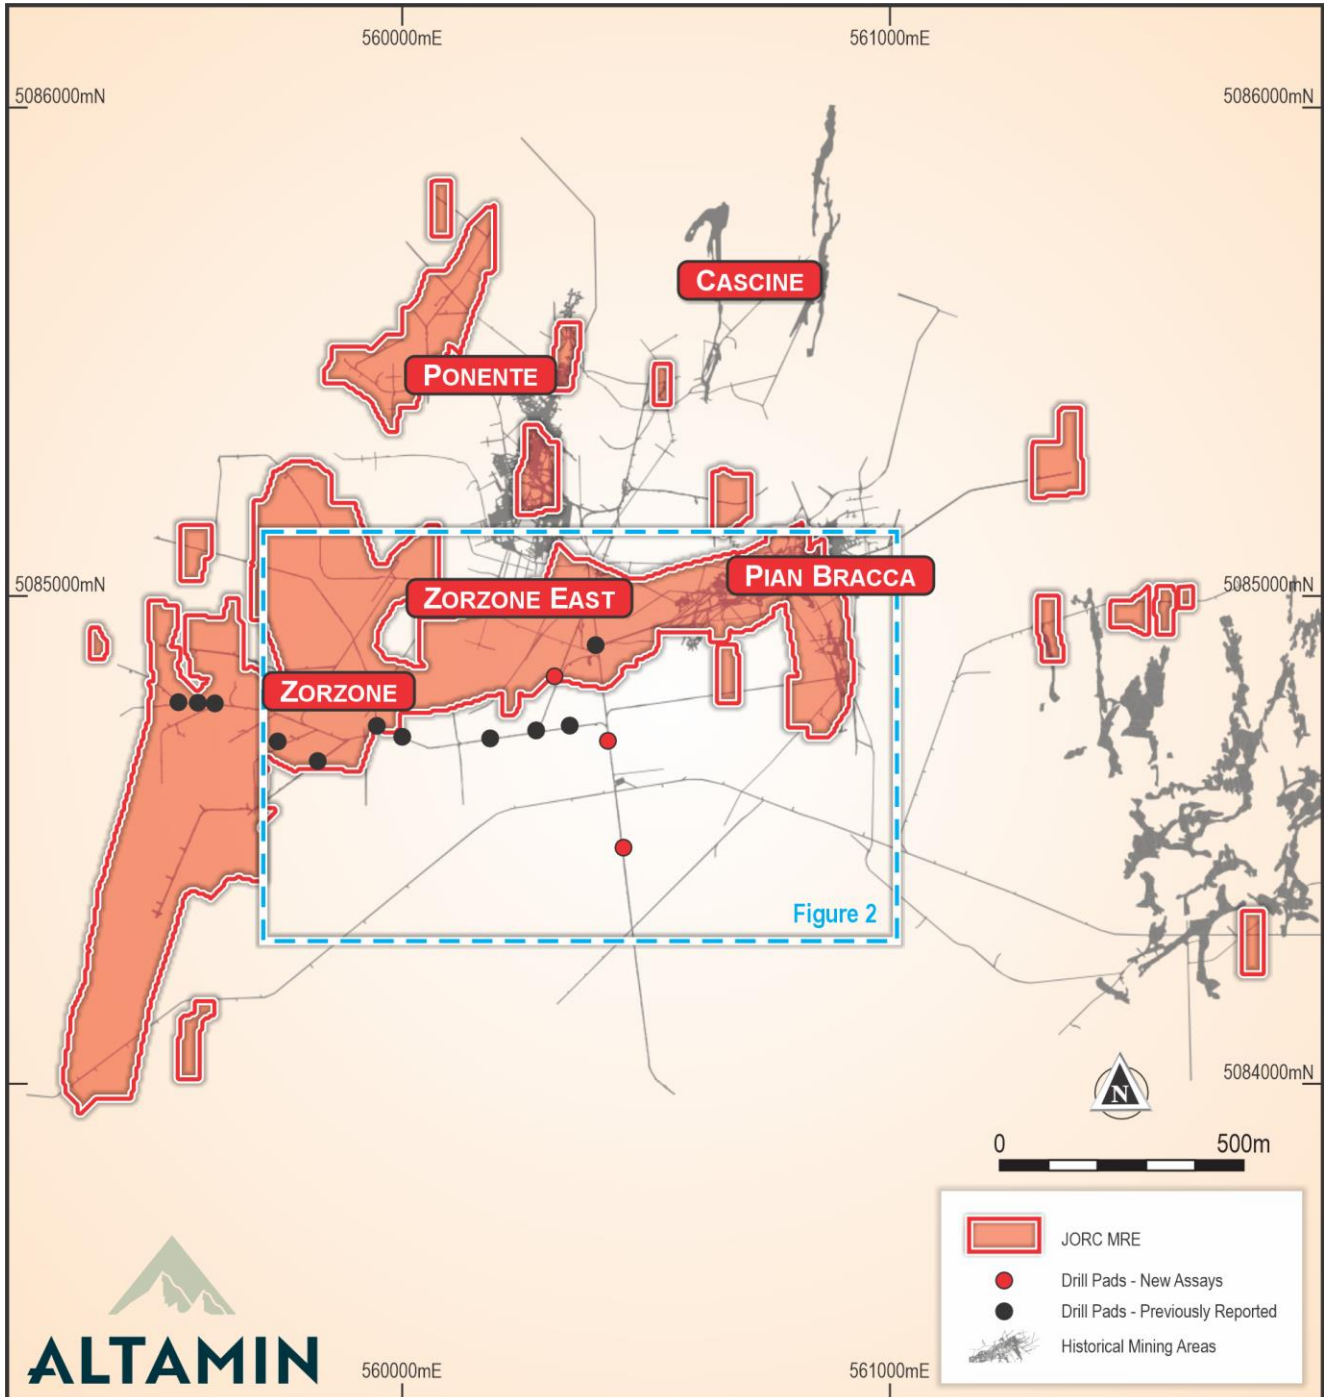 560000mE
561000mE
5086000mN
5086000mN
CASCINE
PONENTE
PIAN BRACCA
ZORZONE EAST
5085000mN
5085000mN
ZORZONE
Figure 2
5084000mN
N
0
500m
JORC MRE
Drill Pads - New Assays
Drill Pads - Previously Reported
Historical Mining Areas
ALTAMIN
560000mE
561000mE